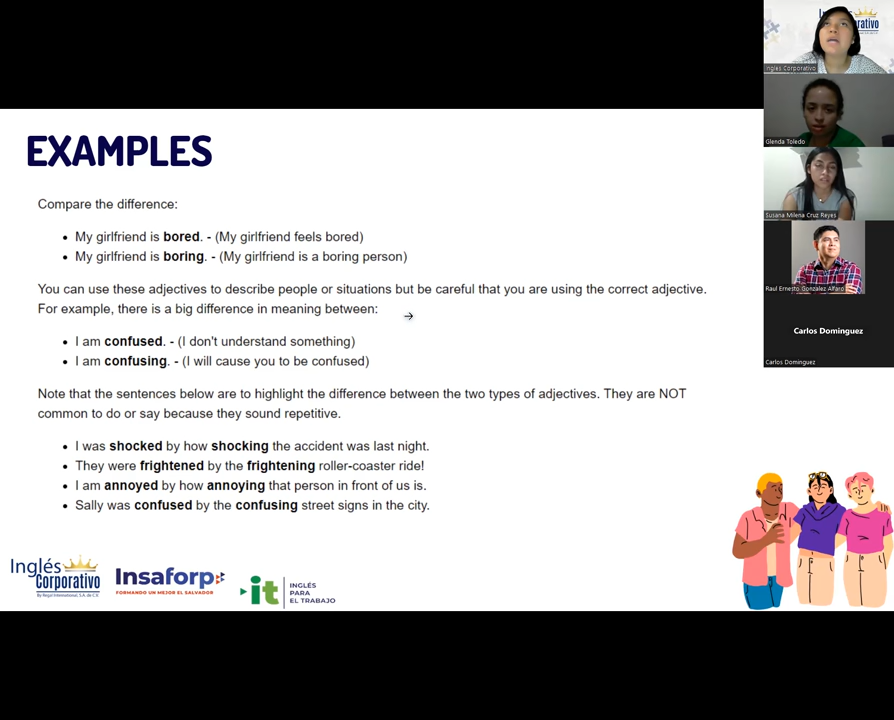 EXAMPLES
Compare the difference:
• My girlfriend is bored. - (My girlfriend feels bored)
• My girlfriend is boring. - (My girlfriend is a boring person)
You can use these adjectives to describe people or situations but be careful that you are using the correct adjective.
For example, there is a big difference in meaning between:
• I am confused. - (I don't understand something)
• I am confusing. - (I will cause you to be confused)
Note that the sentences below are to highlight the difference between the two types of adjectives. They are NOT
common to do or say because they sound repetitive.
• I was shocked by how shocking the accident was last night.
• They were frightened by the frightening roller-coaster ride!
• I am annoyed by how annoying that person in front of us is.
• Sally was confused by the confusing street signs in the city.
Inglés
Corporativo
By Regal International, S.A. de C.V.
Insaforp
FORMANDO UN MEJOR EL SALVADOR
it
INGLÉS
PARA
EL TRABAJO
Inglés Corporativo
Glenda Toledo
Susana Milena Cruz Reyes
Raul Ernesto Gonzalez Alfaro
Carlos Dominguez
Carlos Dominguez